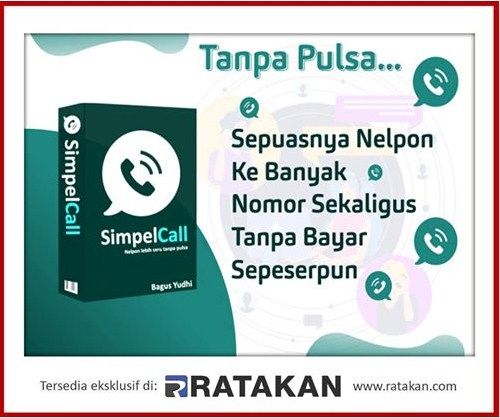 Tanpa Pulsa...
Sepuasnya Nelpon
Ke Banyak
Nomor Sekaligus
Tanpa Bayar
Sepeserpun
SimpelCall
SimpelCall
Nelpon lebih seru tanpa pulsa
Bagus Yudhi
Tersedia eksklusif di: RATAKAN www.ratakan.com